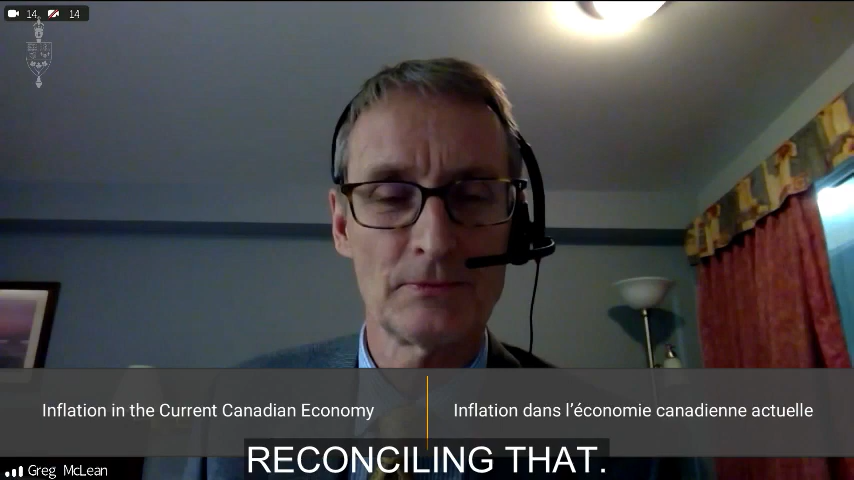 14 14
Inflation in the Current Canadian Economy
Inflation dans l’économie canadienne actuelle
RECONCILING THAT.
Greg McLean